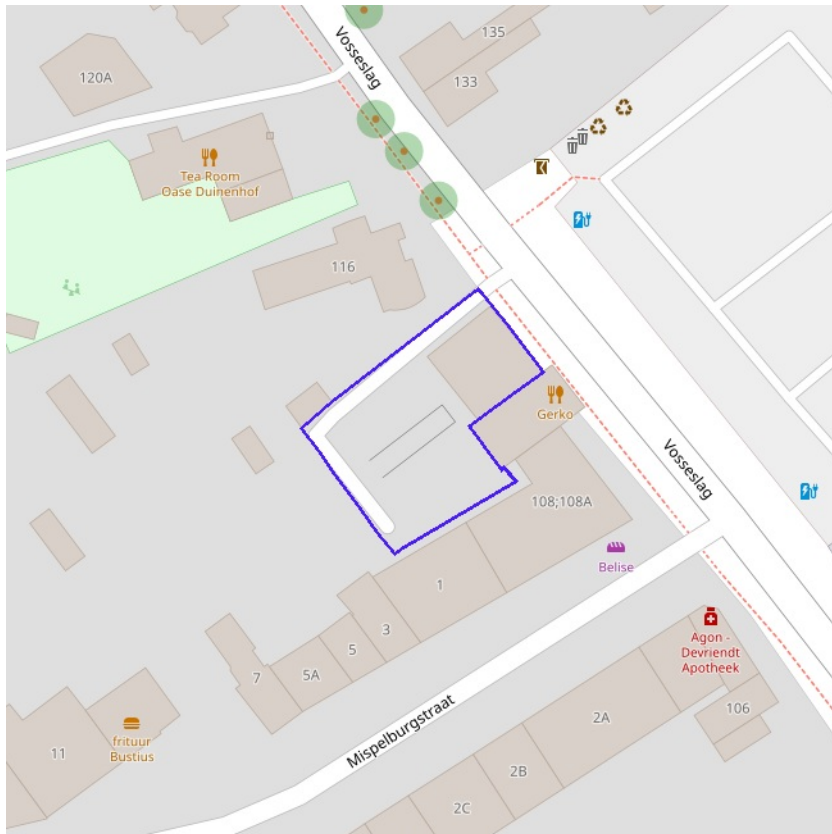 Vosseslag
135
133
120A
Tea Room
Oase Duinenhof
116
Gerko
Vosseslag
108;108A
Belise
1
3
5
5A
7
Agon -
Devriendt
Apotheek
106
Mispelburgstraat
2A
2B
2C
11
frituur
Bustius